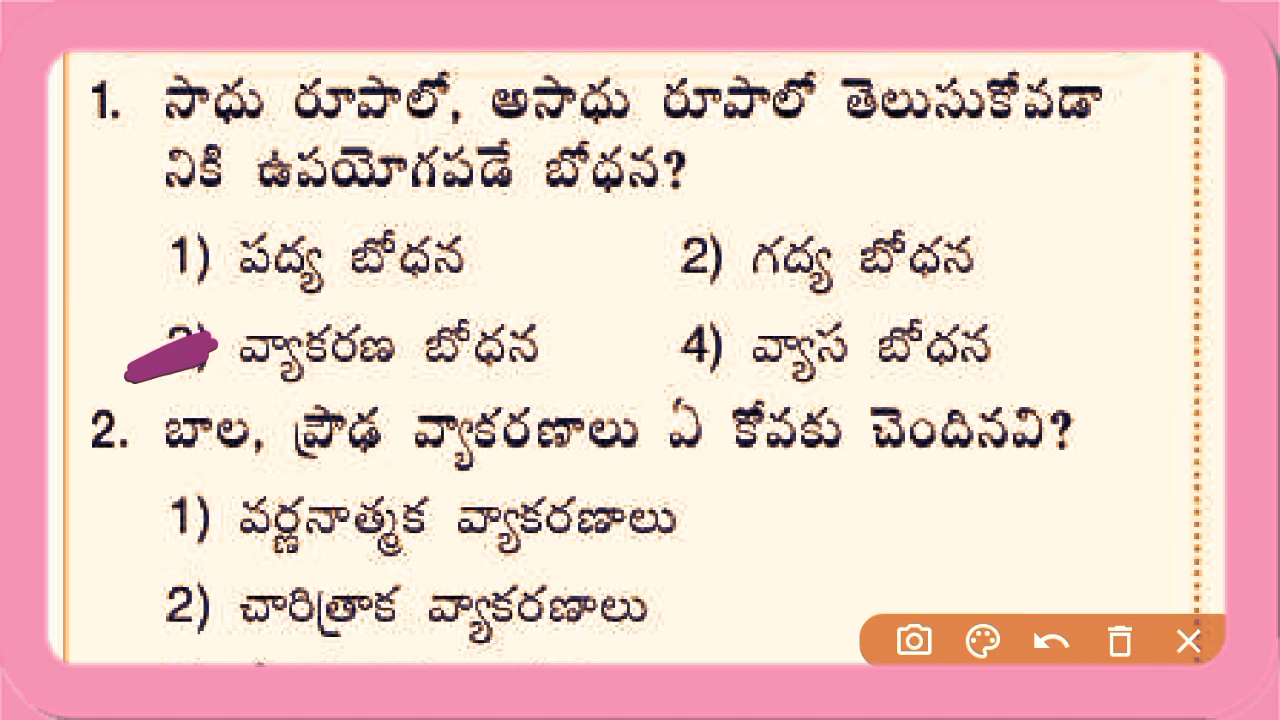 1. సాధు రూపాలో, అసాధు రూపాలో తెలుసుకోవడా
నికి ఉపయోగపడే బోధన?
1) పద్య బోధన 2) గద్య బోధన
వ్యాకరణ బోధన 4) వ్యాస బోధన
2. బాల, ప్రౌఢ వ్యాకరణాలు ఏ కోవకు చెందినవి?
1) వర్ణనాత్మక వ్యాకరణాలు
2) చారిత్రాక వ్యాకరణాలు